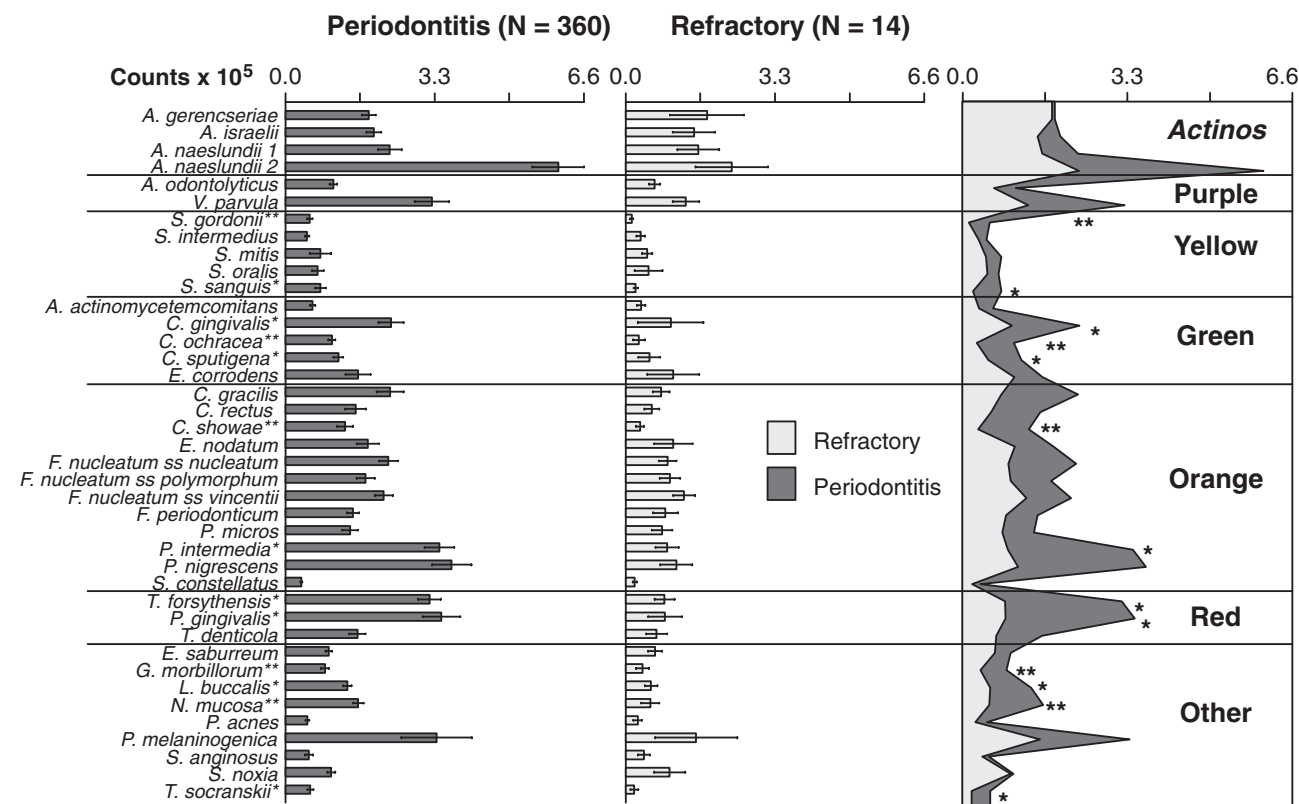 Periodontitis (N = 360) Refractory (N = 14)
Counts x 10⁵ 0.0 3.3 6.6 0.0 3.3 6.6 0.0 3.3 6.6
A. gerencseriae
A. israelii
A. naeslundii 1
A. naeslundii 2
Actinos
A. odontolyticus
V. parvula
Purple
S. gordonii**
**
S. intermedius
S. mitis
S. oralis
S. sanguis*
*
Yellow
A. actinomycetemcomitans
C. gingivalis*
*
C. ochracea**
**
C. sputigena*
*
E. corrodens
Green
C. gracilis
C. rectus
C. showae**
**
E. nodatum
F. nucleatum ss nucleatum
F. nucleatum ss polymorphum
F. nucleatum ss vincentii
F. periodonticum
P. micros
P. intermedia*
*
P. nigrescens
S. constellatus
Refractory
Periodontitis
Orange
T. forsythensis*
*
P. gingivalis*
*
T. denticola
Red
E. saburreum
G. morbillorum**
**
L. buccalis*
*
N. mucosa**
**
P. acnes
P. melaninogenica
S. anginosus
S. noxia
T. socranskii*
*
Other